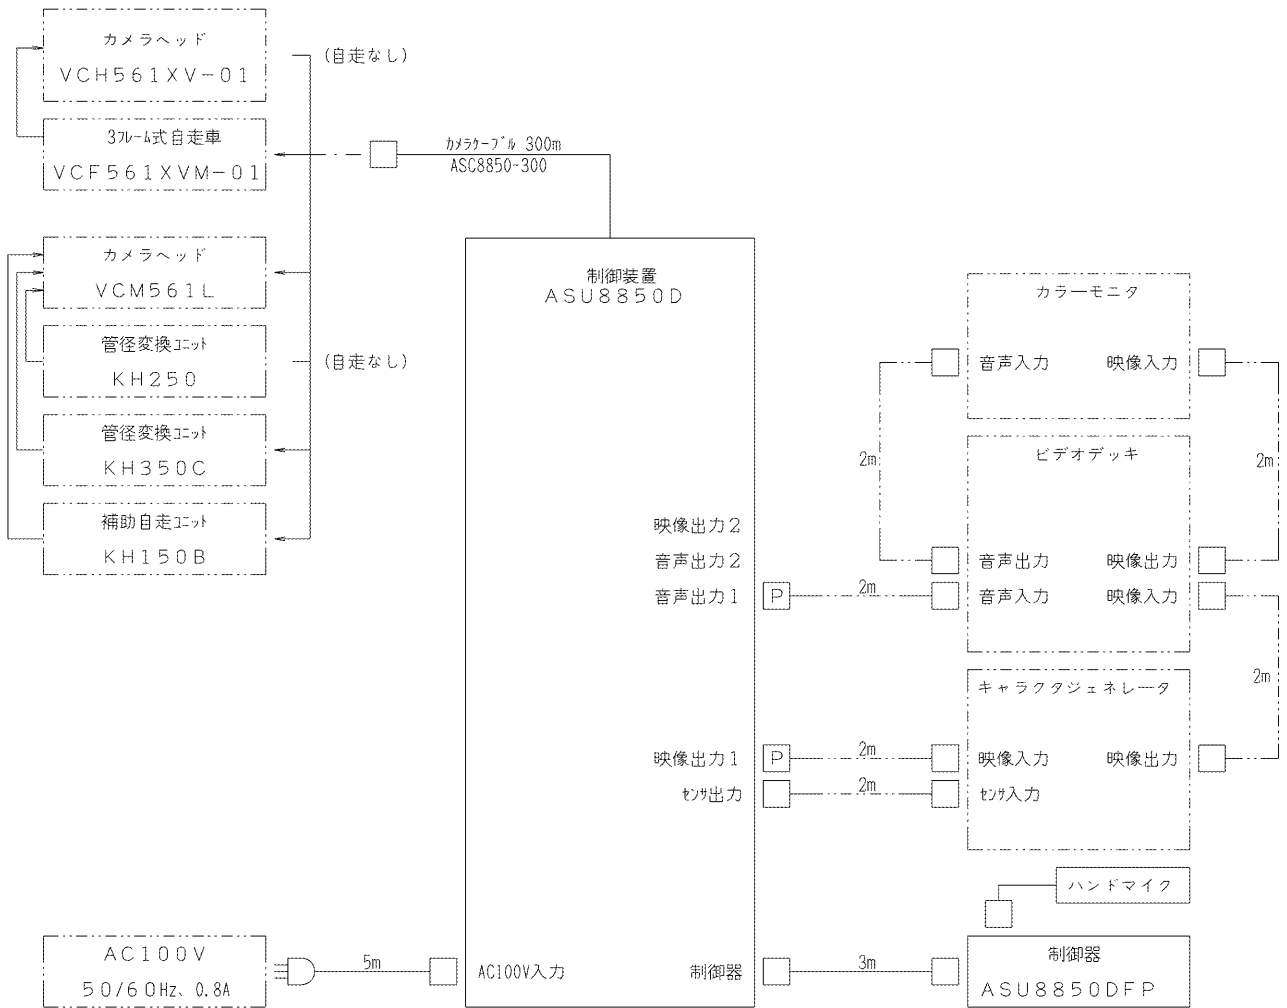 カメラヘッド
VCH561XV-01
(自走なし)
3フレーム式自走車
VCF561XVM-01
カメラケーブル 300m
ASC8850-300
カメラヘッド
VCM561L
管径変換ユニット
KH250
(自走なし)
管径変換ユニット
KH350C
補助自走ユニット
KH150B
制御装置
ASU8850D
映像出力2
音声出力2
音声出力1
P
2m
映像出力1
P
2m
センサ出力
2m
カラーモニタ
音声入力
映像入力
2m
2m
ビデオデッキ
音声出力
映像出力
音声入力
映像入力
2m
キャラクタジェネレータ
映像入力
映像出力
センサ入力
ハンドマイク
AC100V
50/60Hz、0.8A
5m
AC100V入力
制御器
3m
制御器
ASU8850DFP